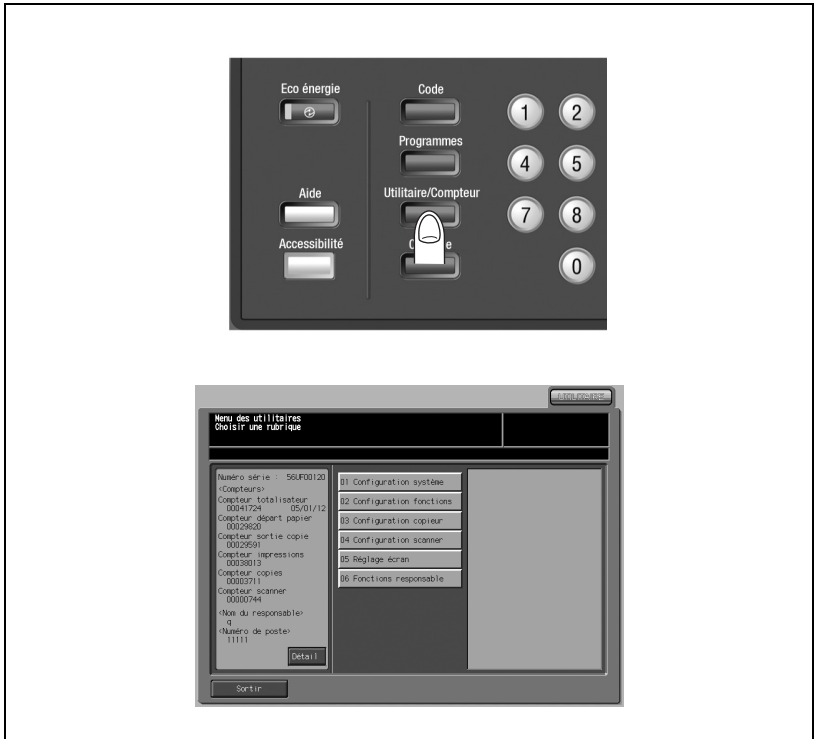 Eco énergie
Code
1
2
Programmes
4
5
Aide
Utilitaire/Compteur
7
8
Accessibilité
0
Menu des utilitaires
Choisir une rubrique
Numéro série : 56UF00120
<Compteurs>
Compteur totalisateur
00041724 05/01/12
Compteur départ papier
00029820
Compteur sortie copie
00029591
Compteur impressions
00038013
Compteur copies
00003711
Compteur scanner
00000744
<Nom du responsable>
q
<Numéro de poste>
11111
Détail
01 Configuration système
02 Configuration fonctions
03 Configuration copieur
04 Configuration scanner
05 Réglage écran
06 Fonctions responsable
Sortir